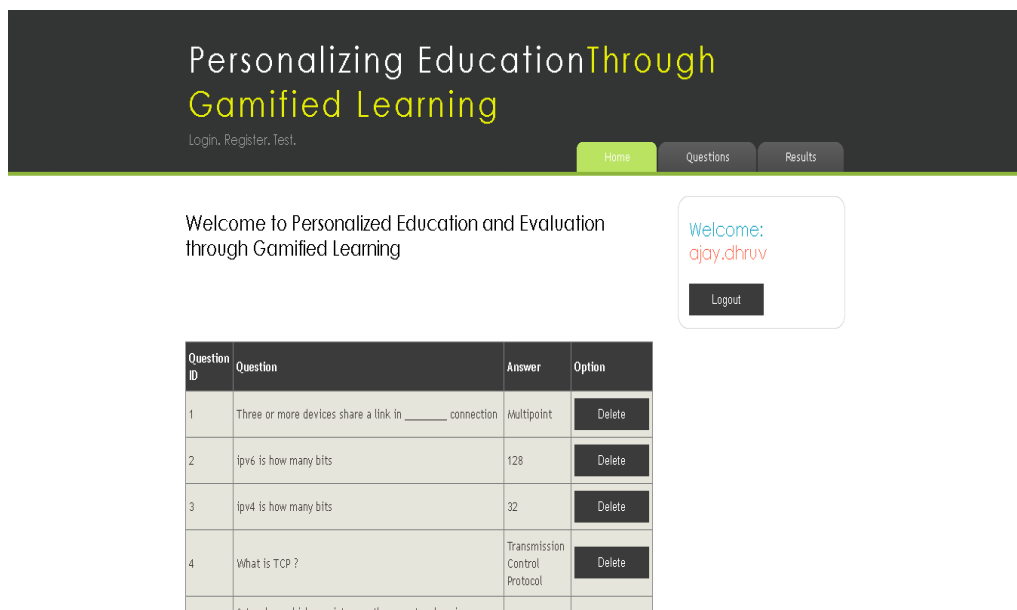 Personalizing EducationThrough
Gamified Learning
Login. Register. Test.
Home Questions Results
Welcome to Personalized Education and Evaluation
through Gamified Learning
Welcome:
ajay.dhruv
Logout
Question ID Question Answer Option
1 Three or more devices share a link in ________ connection Multipoint Delete
2 ipv6 is how many bits 128 Delete
3 ipv4 is how many bits 32 Delete
4 What is TCP ? Transmission Control Protocol Delete